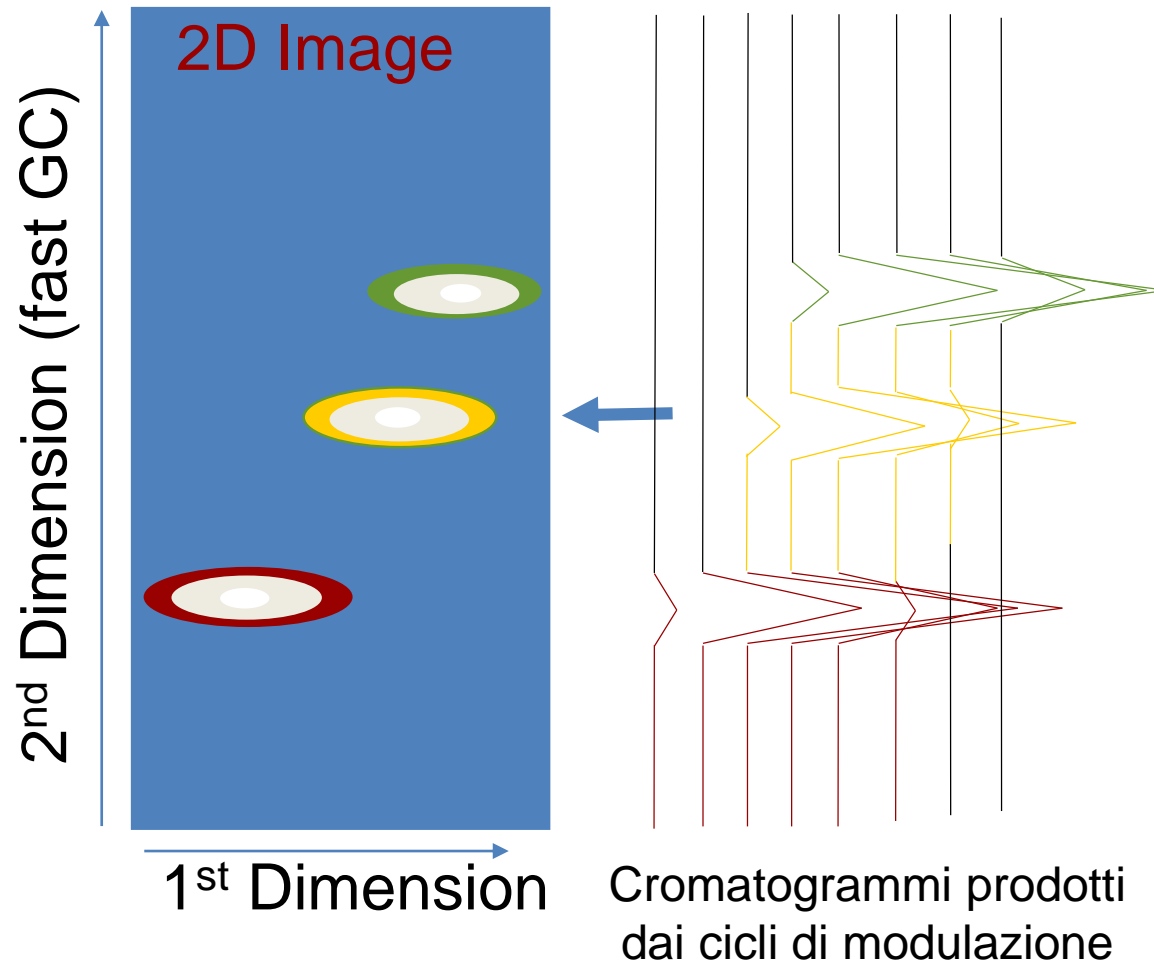 2D Image
2nd Dimension (fast GC)
1st Dimension
Cromatogrammi prodotti
dai cicli di modulazione